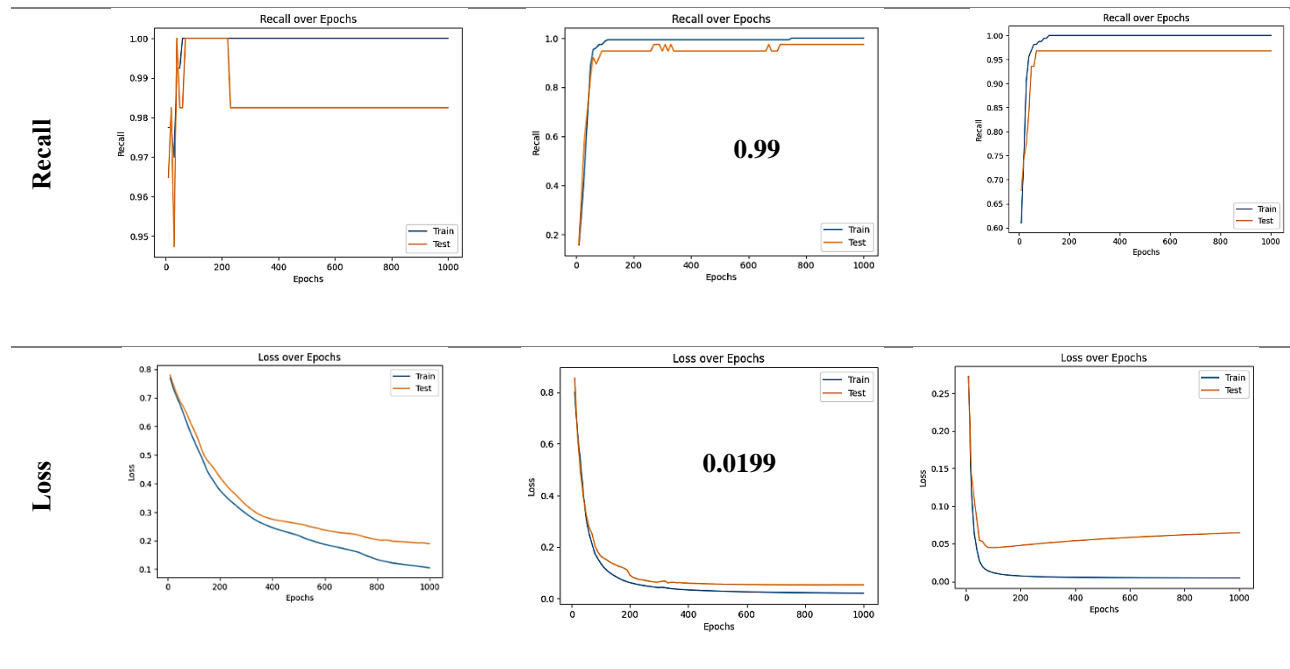 Recall
Recall over Epochs
1.00
0.99
0.98
0.97
0.96
0.95
Recall
0
200
400
600
800
1000
Epochs
Train
Test
Recall over Epochs
1.0
0.8
0.6
0.4
0.2
Recall
0.99
0
200
400
600
800
1000
Epochs
Train
Test
Recall over Epochs
1.00
0.95
0.90
0.85
0.80
0.75
0.70
0.65
0.60
Recall
0
200
400
600
800
1000
Epochs
Train
Test
Loss
Loss over Epochs
0.8
0.7
0.6
0.5
0.4
0.3
0.2
0.1
Loss
0
200
400
600
800
1000
Epochs
Train
Test
Loss over Epochs
0.8
0.6
0.4
0.2
0.0
Loss
0.0199
0
200
400
600
800
1000
Epochs
Train
Test
Loss over Epochs
0.25
0.20
0.15
0.10
0.05
0.00
Loss
0
200
400
600
800
1000
Epochs
Train
Test